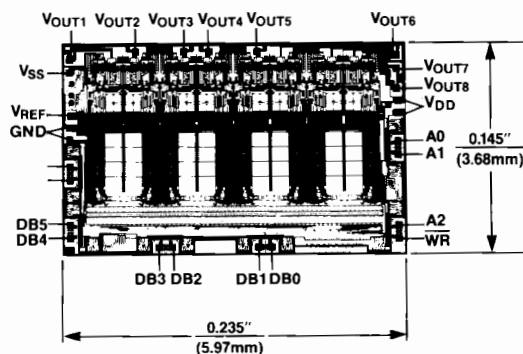 VOUT1 VOUT2 VOUT3 VOUT4 VOUT5 VOUT6
VSS
VOUT7
VOUT8
VDD
VREF
GND
A0
A1
0.145"
(3.68mm)
DB5
DB4
A2
WR
DB3 DB2 DB1 DB0
0.235"
(5.97mm)